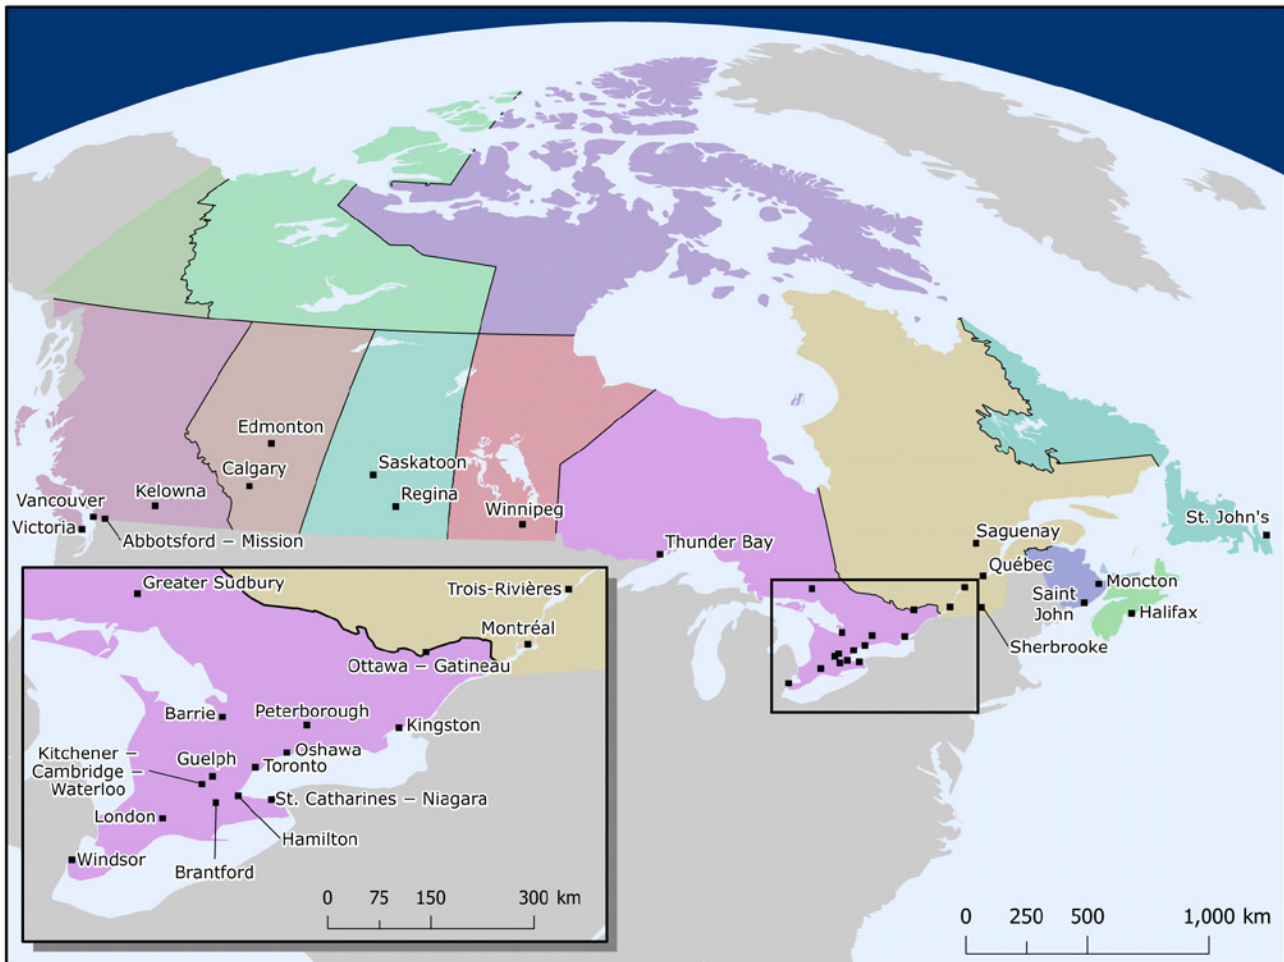 Edmonton
Calgary
Saskatoon
Regina
Winnipeg
Kelowna
Vancouver
Victoria
Abbotsford – Mission
Thunder Bay
Saguenay
Québec
St. John's
Moncton
Saint
John
Halifax
Sherbrooke
Greater Sudbury
Trois-Rivières
Montréal
Ottawa – Gatineau
Barrie
Peterborough
Kingston
Oshawa
Toronto
Guelph
Kitchener –
Cambridge –
Waterloo
St. Catharines – Niagara
London
Hamilton
Windsor
Brantford
0 75 150 300 km
0 250 500 1,000 km